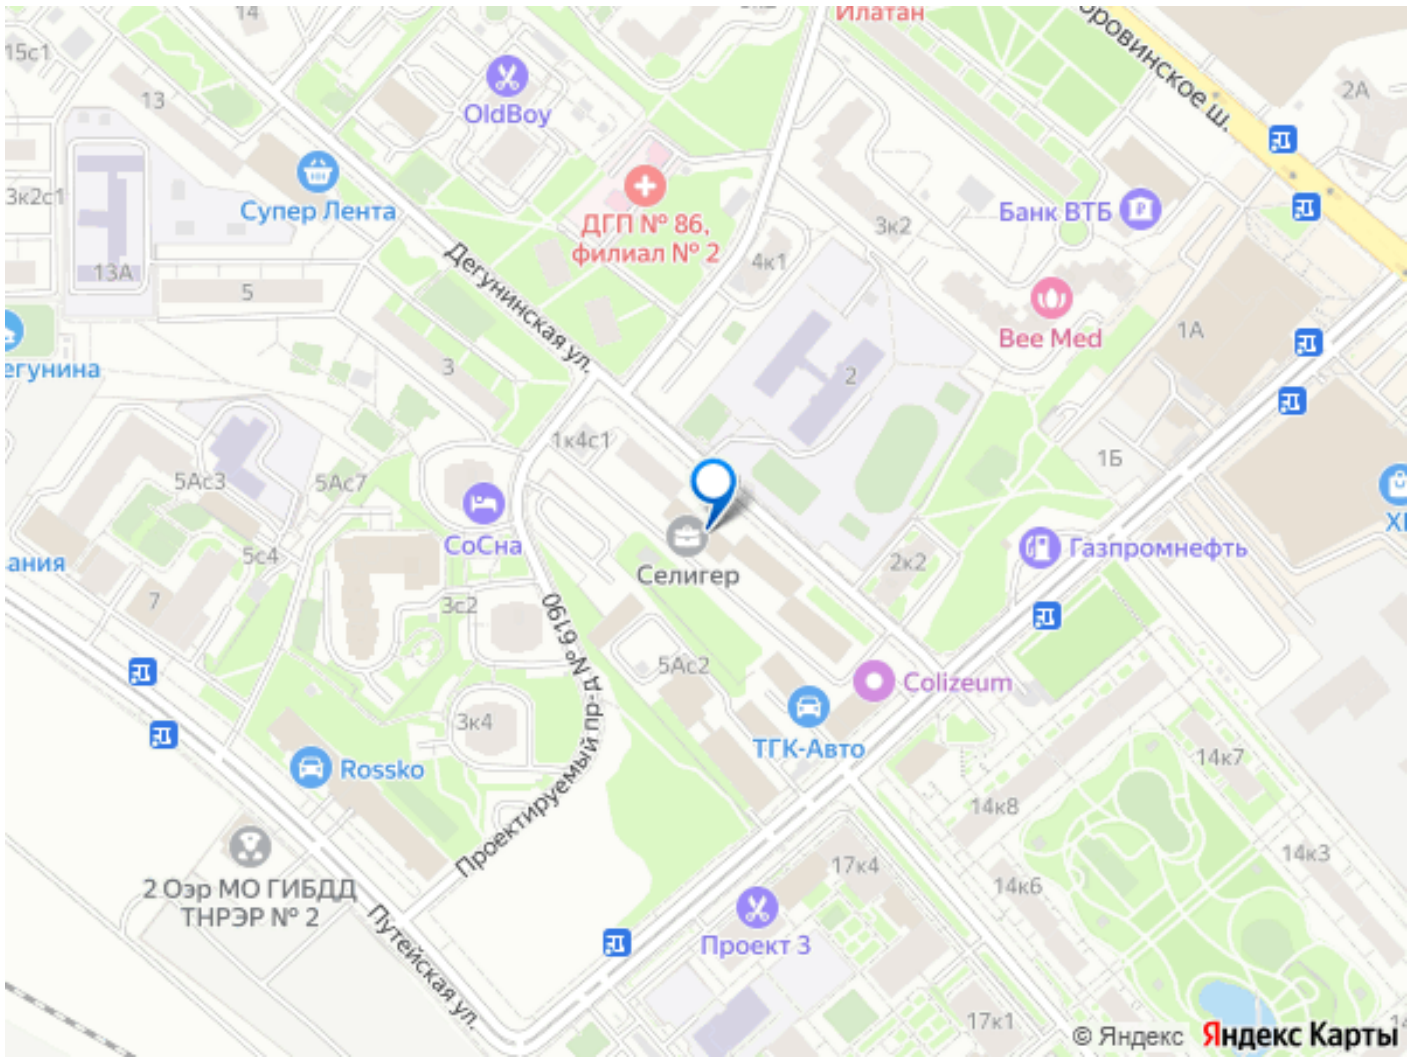 14
Илатан
ровинское ш.
15с1
2А
13
OldBoy
3к2с1
Супер Лента
ДГП № 86,
филиал № 2
Банк ВТБ
3к2
4к1
13А
5
Дегунинская ул.
Bee Med
1А
егунина
3
2
1к4с1
1Б
5Ас3
5Ас7
СоСна
Газпромнефть
ания
5с4
Селигер
2к2
7
3с2
Проектируемый пр-д № 6190
5Ас2
Colizeum
3к4
ТГК-Авто
Rossko
14к7
14к8
14к3
17к4
14к6
2 Оэр МО ГИБДД
ТНРЭР № 2
Путейская ул.
Проект 3
17к1
© Яндекс Яндекс Карты